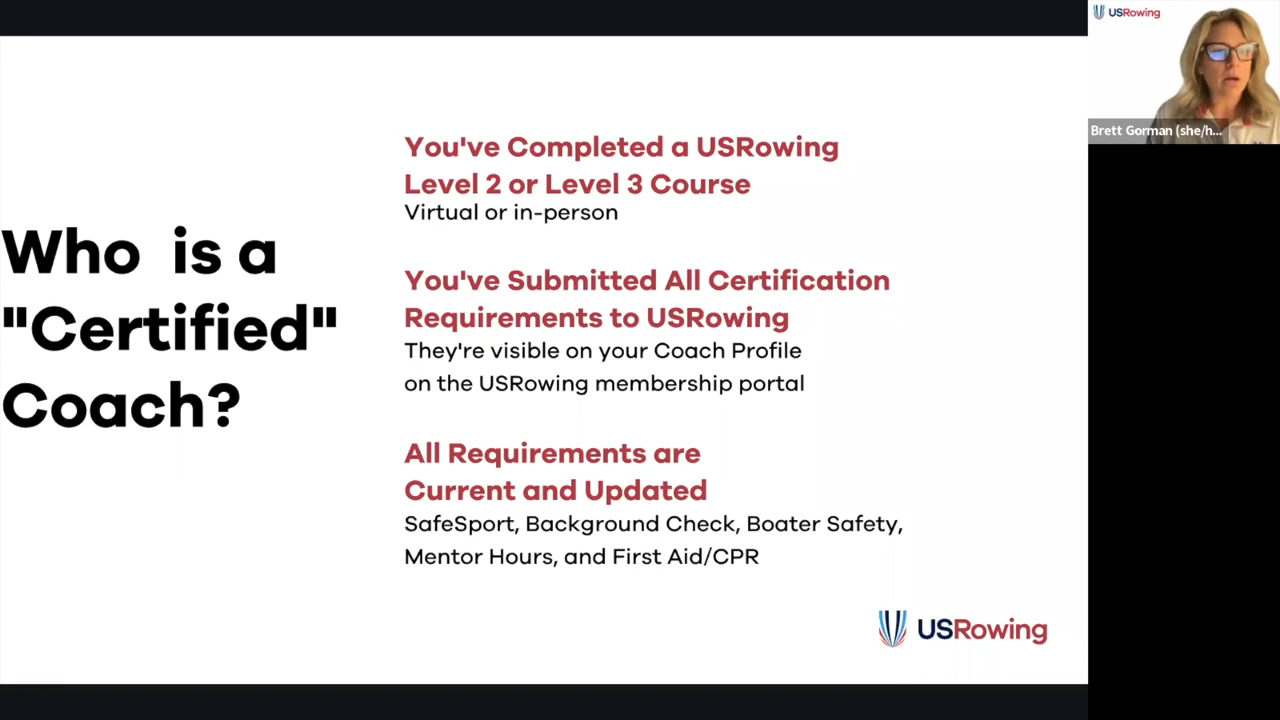 Who is a
"Certified"
Coach?
You've Completed a USRowing
Level 2 or Level 3 Course
Virtual or in-person
You've Submitted All Certification
Requirements to USRowing
They're visible on your Coach Profile
on the USRowing membership portal
All Requirements are
Current and Updated
SafeSport, Background Check, Boater Safety,
Mentor Hours, and First Aid/CPR
USRowing
USRowing
Brett Gorman (she/h...